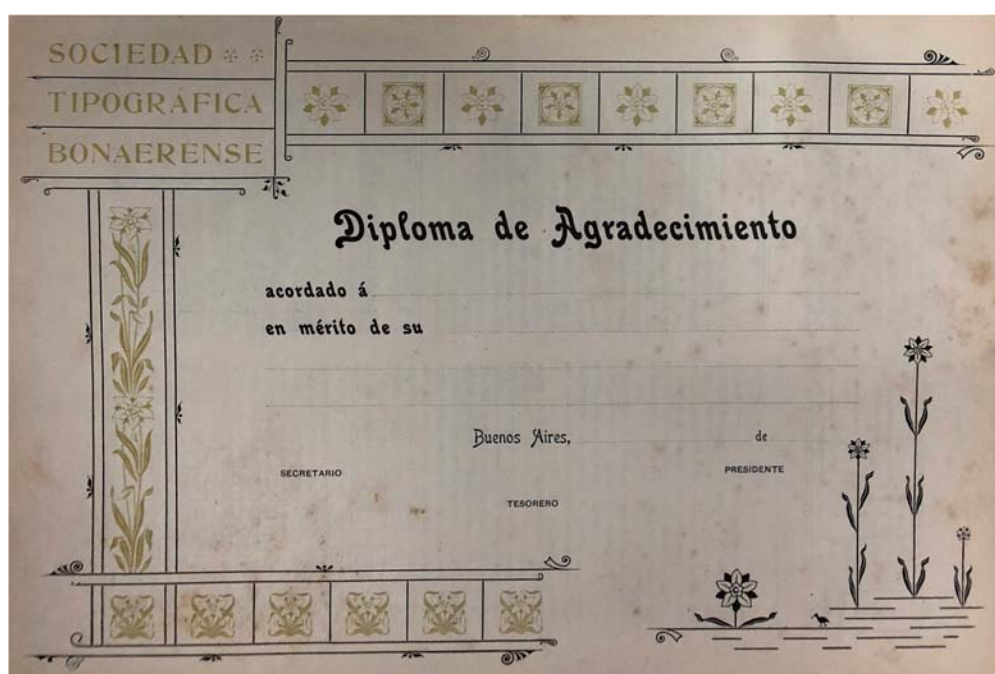 SOCIEDAD
TIPOGRÁFICA
BONAERENSE
Diploma de Agradecimiento
acordado á
en mérito de su
Buenos Aires, de
SECRETARIO PRESIDENTE
TESORERO